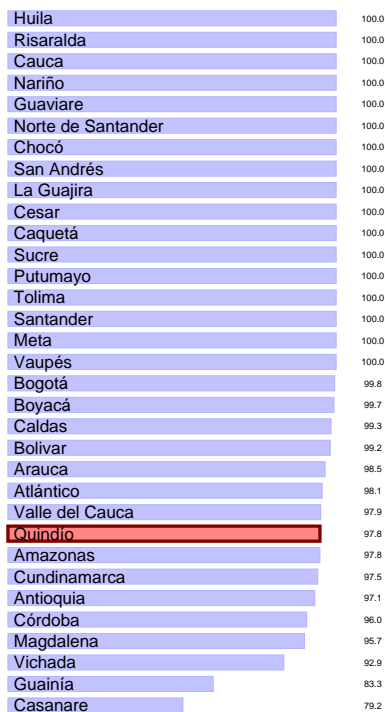 Huila 100.0
Risaralda 100.0
Cauca 100.0
Nariño 100.0
Guaviare 100.0
Norte de Santander 100.0
Chocó 100.0
San Andrés 100.0
La Guajira 100.0
Cesar 100.0
Caquetá 100.0
Sucre 100.0
Putumayo 100.0
Tolima 100.0
Santander 100.0
Meta 100.0
Vaupés 100.0
Bogotá 99.8
Boyacá 99.7
Caldas 99.3
Bolivar 99.2
Arauca 98.5
Atlántico 98.1
Valle del Cauca 97.9
Quindío 97.8
Amazonas 97.8
Cundinamarca 97.5
Antioquia 97.1
Córdoba 96.0
Magdalena 95.7
Vichada 92.9
Guainía 83.3
Casanare 79.2